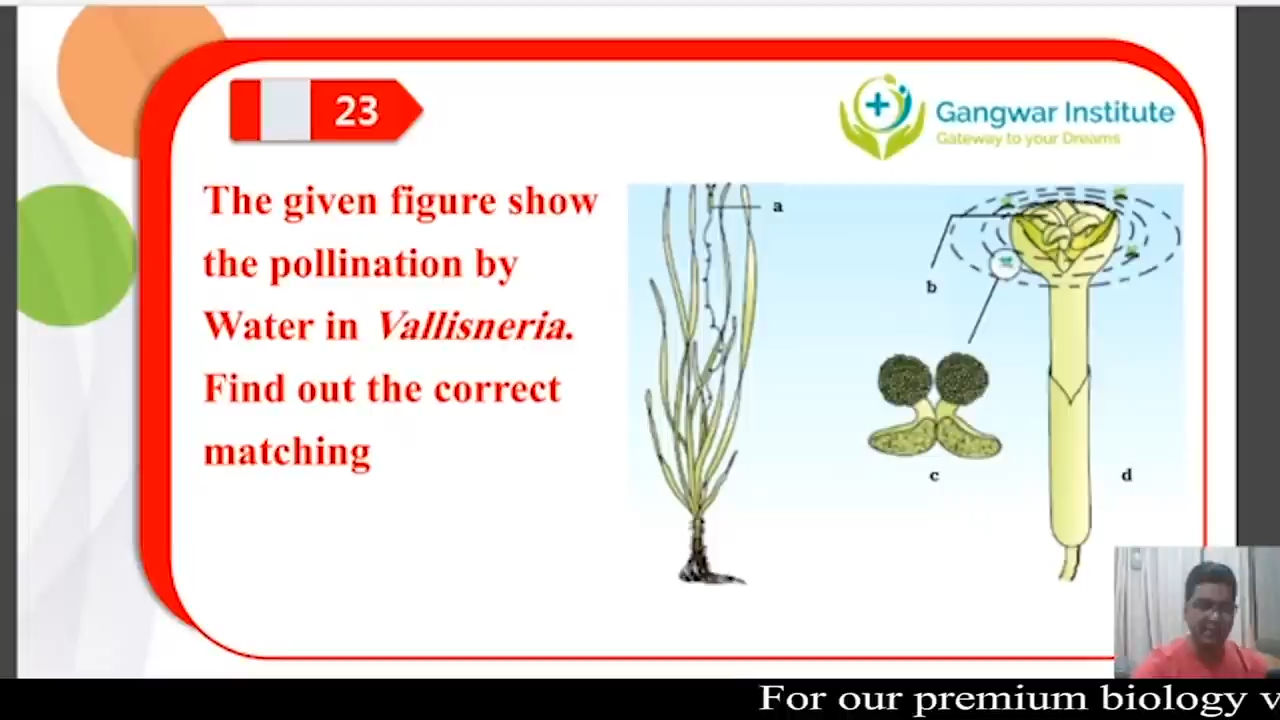 23
Gangwar Institute
Gateway to your Dreams
The given figure show
the pollination by
Water in Vallisneria.
Find out the correct
matching
a
b
c
d
For our premium biology v